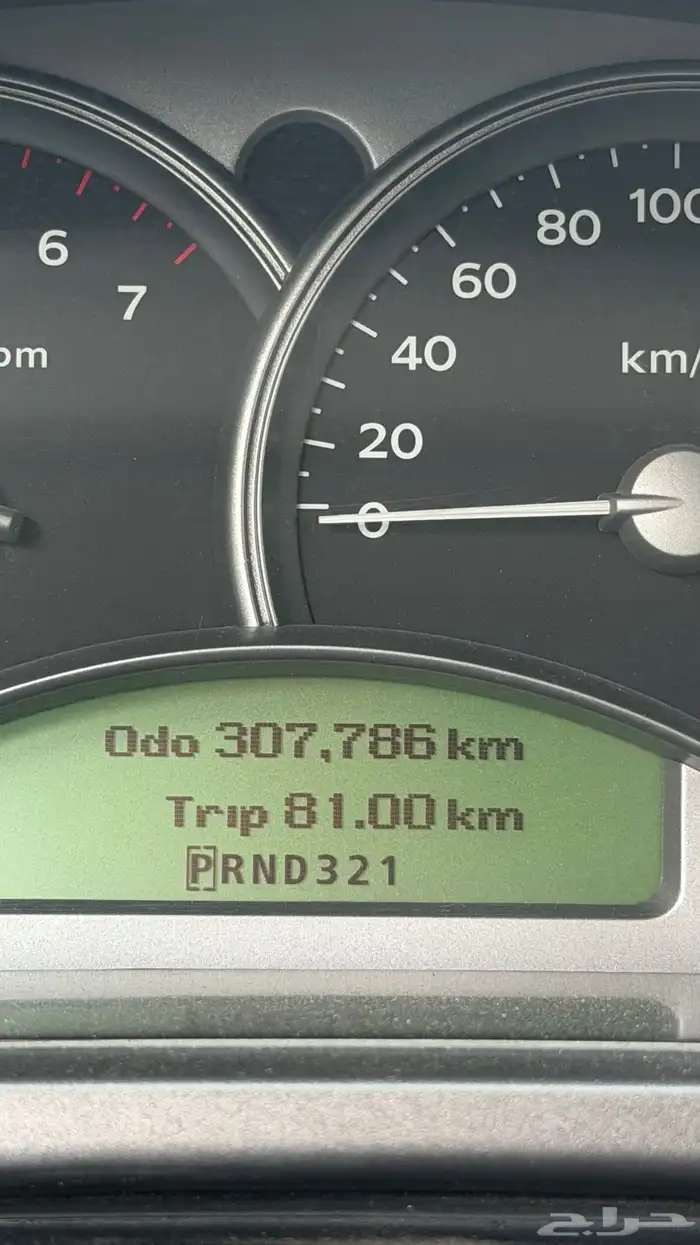 6
7
pm
0
20
40
60
80
100
km/
Odo 307,786 km
Trip 81.00 km
PRND321
حراج